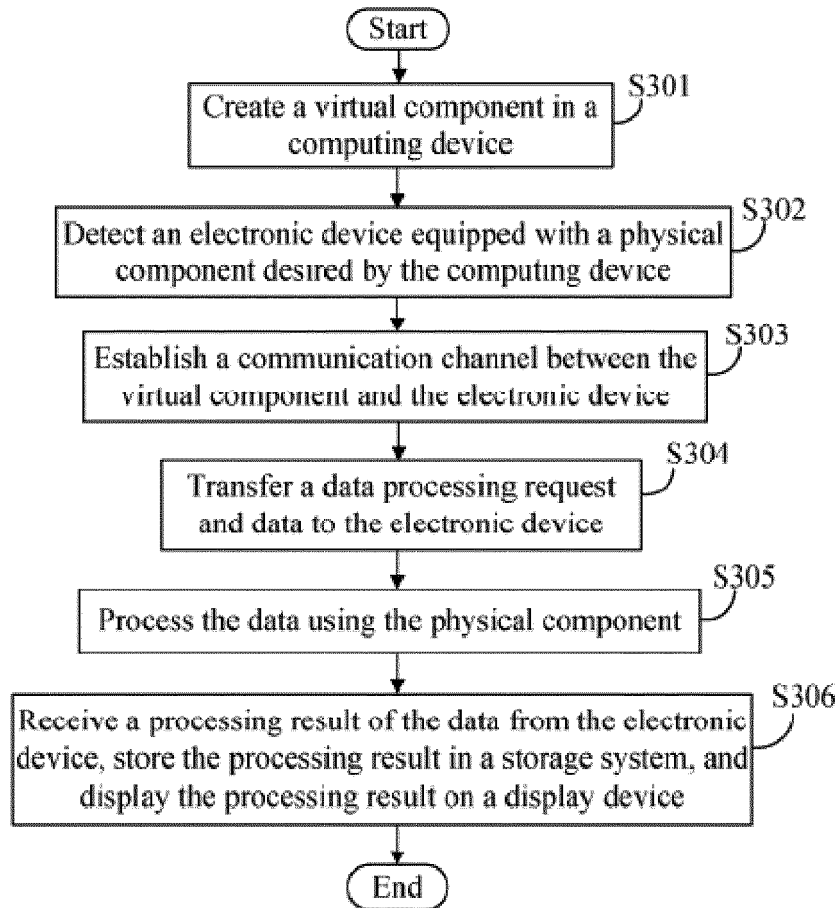 Start
S301
Create a virtual component in a
computing device
S302
Detect an electronic device equipped with a physical
component desired by the computing device
S303
Establish a communication channel between the
virtual component and the electronic device
S304
Transfer a data processing request
and data to the electronic device
S305
Process the data using the physical component
S306
Receive a processing result of the data from the electronic
device, store the processing result in a storage system, and
display the processing result on a display device
End